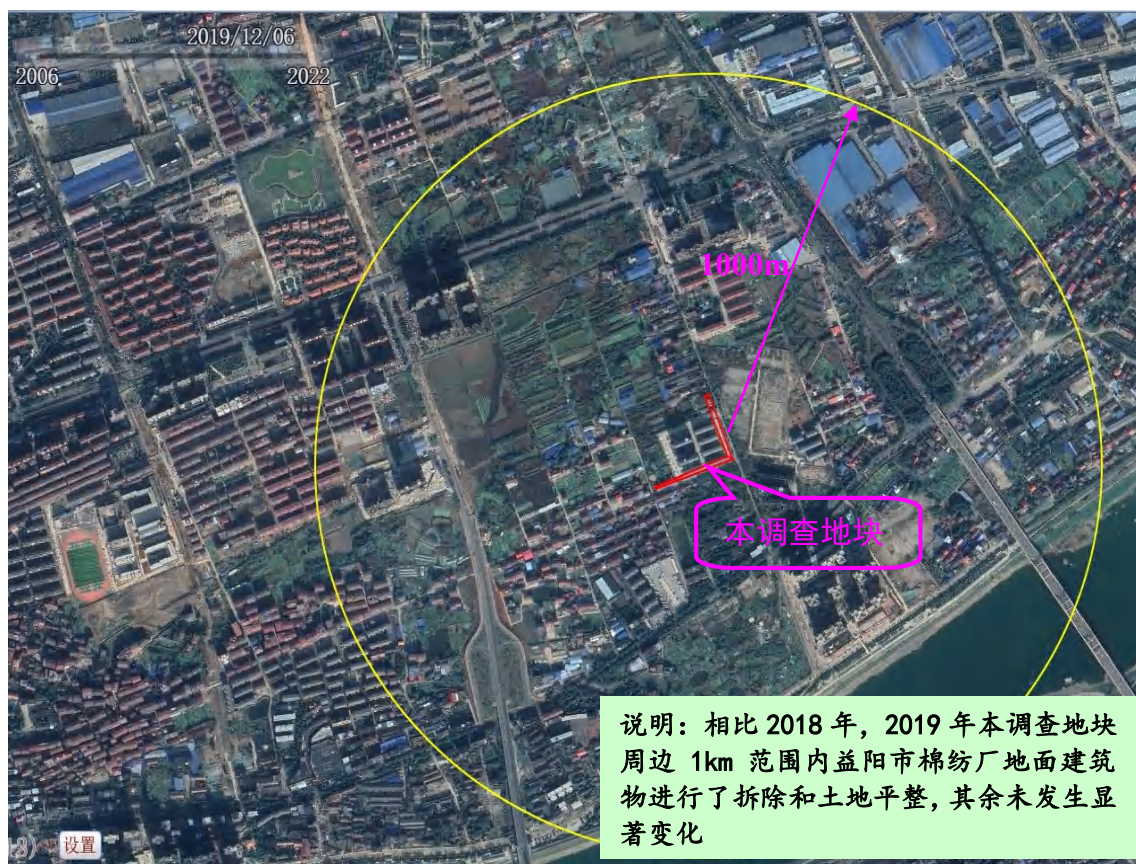 2019/12/06
2006
2022
1000m
本调查地块
说明：相比 2018 年，2019 年本调查地块
周边 1km 范围内益阳市棉纺厂地面建筑
物进行了拆除和土地平整，其余未发生显
著变化
设置